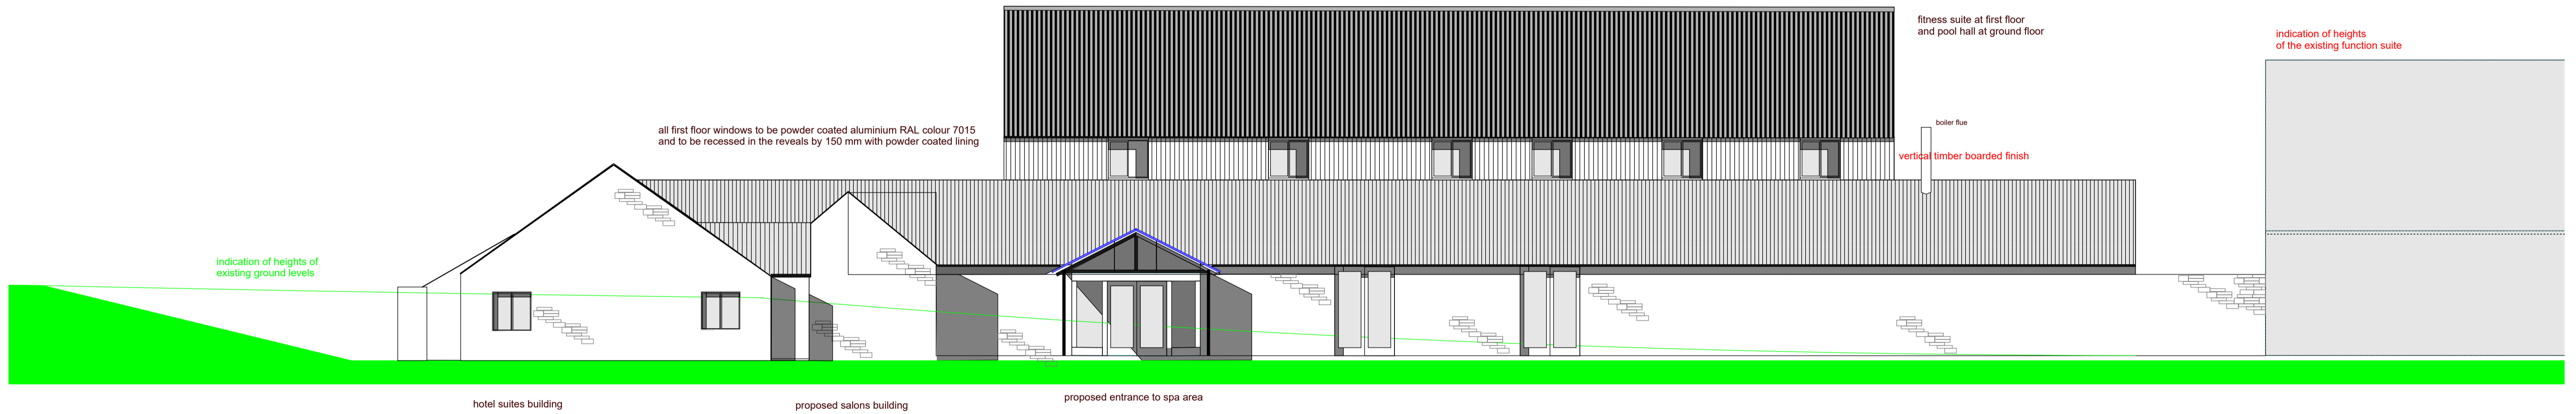 fitness suite at first floor
and pool hall at ground floor
indication of heights
of the existing function suite
boiler flue
all first floor windows to be powder coated aluminium RAL colour 7015
and to be recessed in the reveals by 150 mm with powder coated lining
vertical timber boarded finish
indication of heights of
existing ground levels
hotel suites building
proposed salons building
proposed entrance to spa area